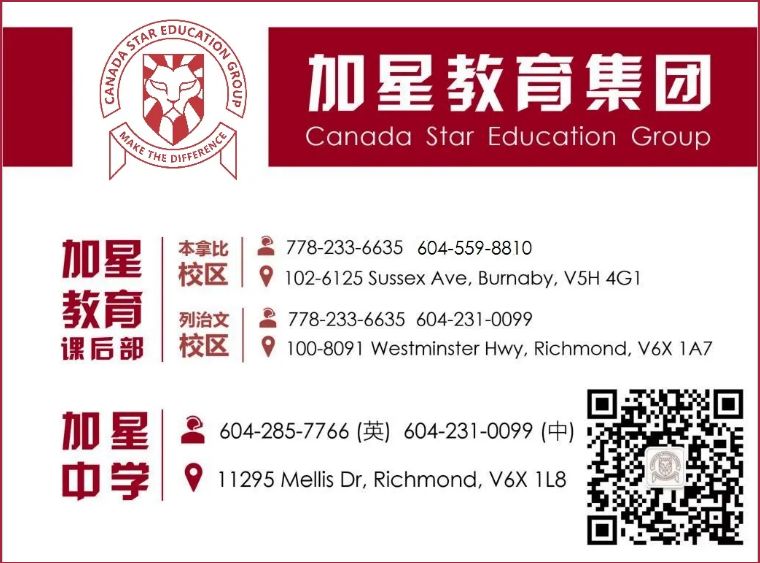 CANADA STAR EDUCATION GROUP
MAKE THE DIFFERENCE
加星教育集团
Canada Star Education Group
加星
教育
课后部
本拿比
校区
778-233-6635 604-559-8810
102-6125 Sussex Ave, Burnaby, V5H 4G1
列治文
校区
778-233-6635 604-231-0099
100-8091 Westminster Hwy, Richmond, V6X 1A7
加星
中学
604-285-7766 (英) 604-231-0099 (中)
11295 Mellis Dr, Richmond, V6X 1L8